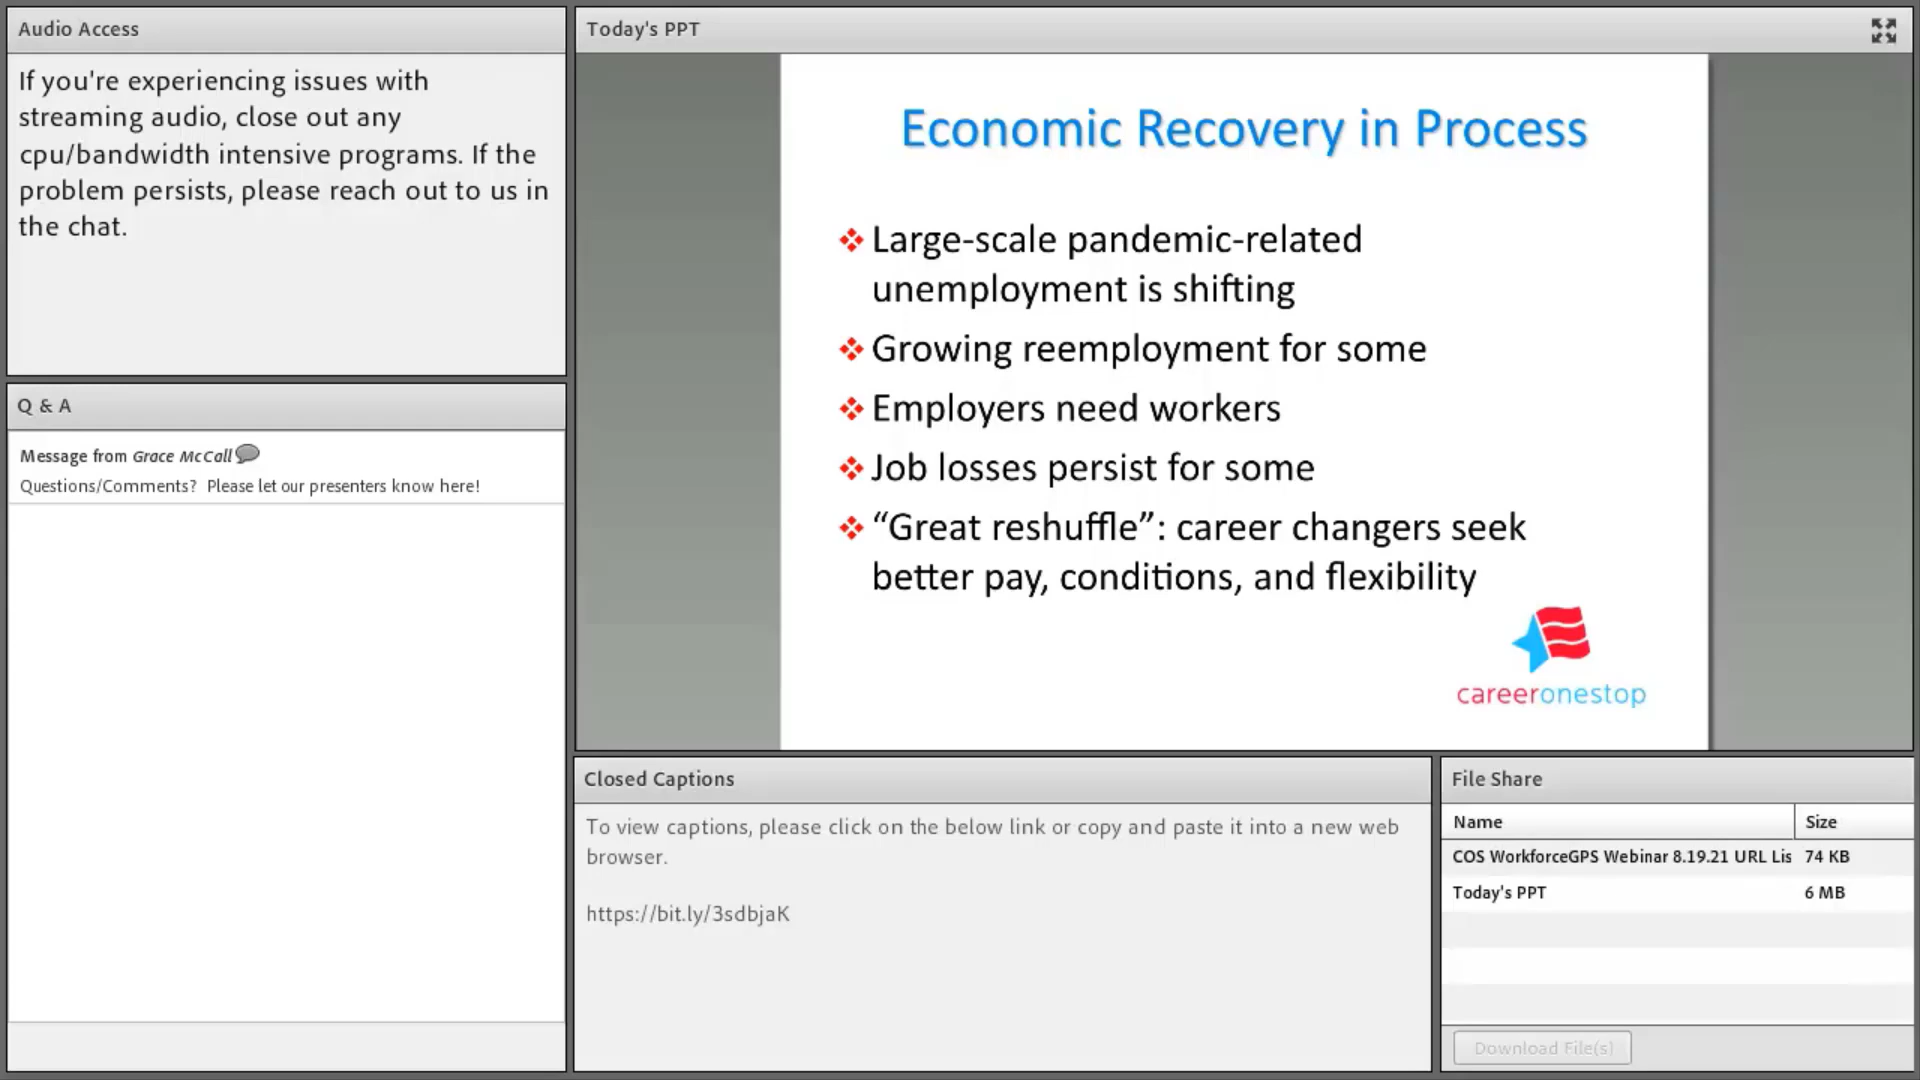 Audio Access
If you're experiencing issues with
streaming audio, close out any
cpu/bandwidth intensive programs. If the
problem persists, please reach out to us in
the chat.
Q & A
Message from Grace McCall
Questions/Comments? Please let our presenters know here!
Today's PPT
Economic Recovery in Process
❖ Large-scale pandemic-related
unemployment is shifting
❖ Growing reemployment for some
❖ Employers need workers
❖ Job losses persist for some
❖ “Great reshuffle”: career changers seek
better pay, conditions, and flexibility
careeronestop
Closed Captions
To view captions, please click on the below link or copy and paste it into a new web
browser.
https://bit.ly/3sdbjaK
File Share
Name Size
COS WorkforceGPS Webinar 8.19.21 URL Lis 74 KB
Today's PPT 6 MB
Download File(s)